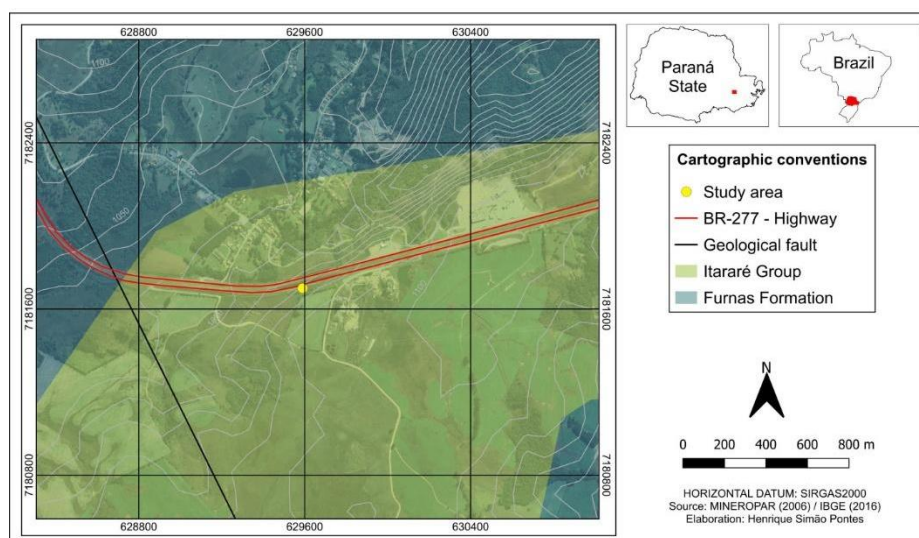 628800
629600
630400
7182400
7182400
1100
1050
7181600
7181600
7180800
7180800
628800
629600
630400
Paraná
State
Brazil
Cartographic conventions
Study area
BR-277 - Highway
Geological fault
Itararé Group
Furnas Formation
N
0 200 400 600 800 m
HORIZONTAL DATUM: SIRGAS2000
Source: MINEROPAR (2006) / IBGE (2016)
Elaboration: Henrique Simão Pontes